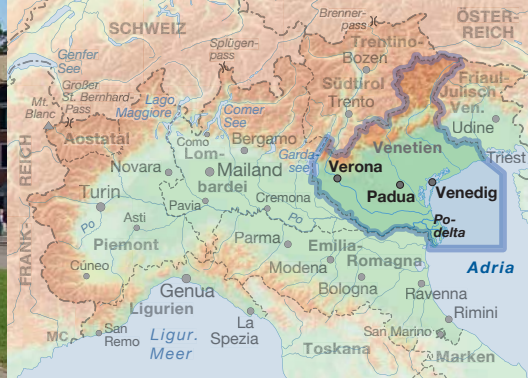 SCHWEIZ
Brenner-
pass
ÖSTER-
REICH
Genfer
See
Splügen-
pass
Trentino-
Bozen
Südtirol
Großer
St. Bernhard-
Pass
Mt.
Blanc
Lago
Maggiore
Comer
See
Trento
Friaul-
Julisch
Ven.
Udine
Aostatal
Como
Bergamo
Lom-
bardei
Garda-
see
Venetien
Triest
Novara
Mailand
Verona
Padua
Venedig
FRANK-
REICH
Turin
Pavia
Cremona
Po
Po-
delta
Po
Asti
Piemont
Parma
Emilia-
Romagna
Adria
Cúneo
Modena
Bologna
Genua
Ligurien
Ravenna
Rimini
MC
San
Remo
Ligur.
Meer
La
Spezia
San Marino
Toskana
Marken